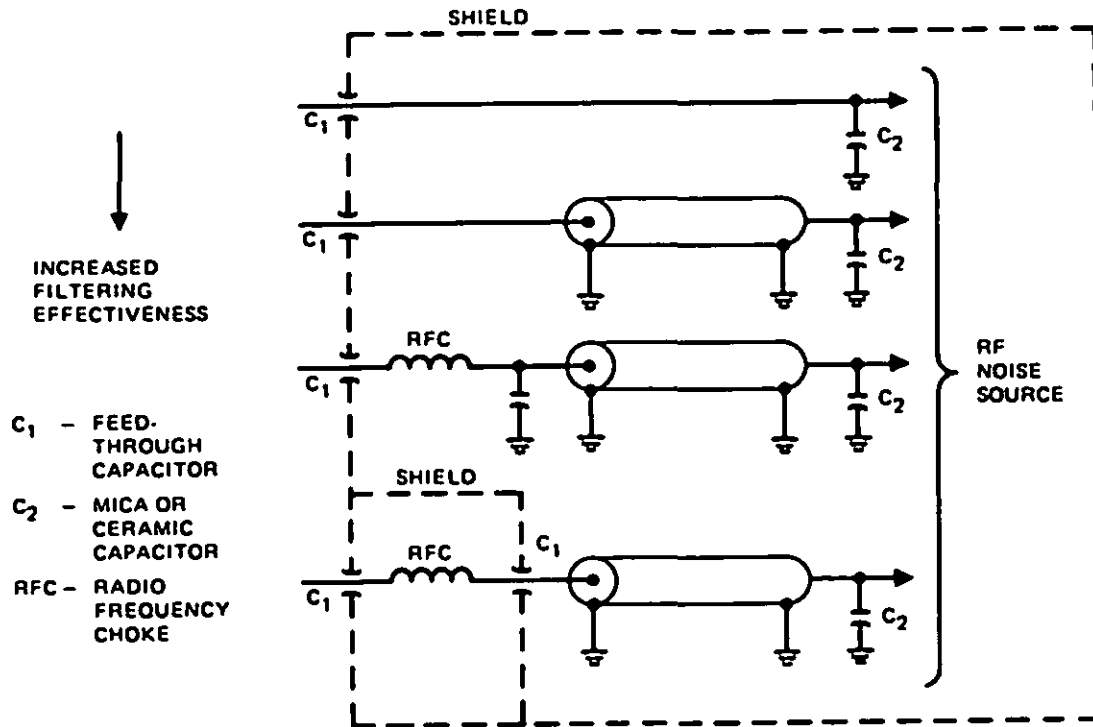 SHIELD
C1
C2
INCREASED
FILTERING
EFFECTIVENESS
C1
C2
RFC
C1
C2
RF
NOISE
SOURCE
C1 – FEED-
THROUGH
CAPACITOR
C2 – MICA OR
CERAMIC
CAPACITOR
RFC – RADIO
FREQUENCY
CHOKE
SHIELD
RFC
C1
C1
C2